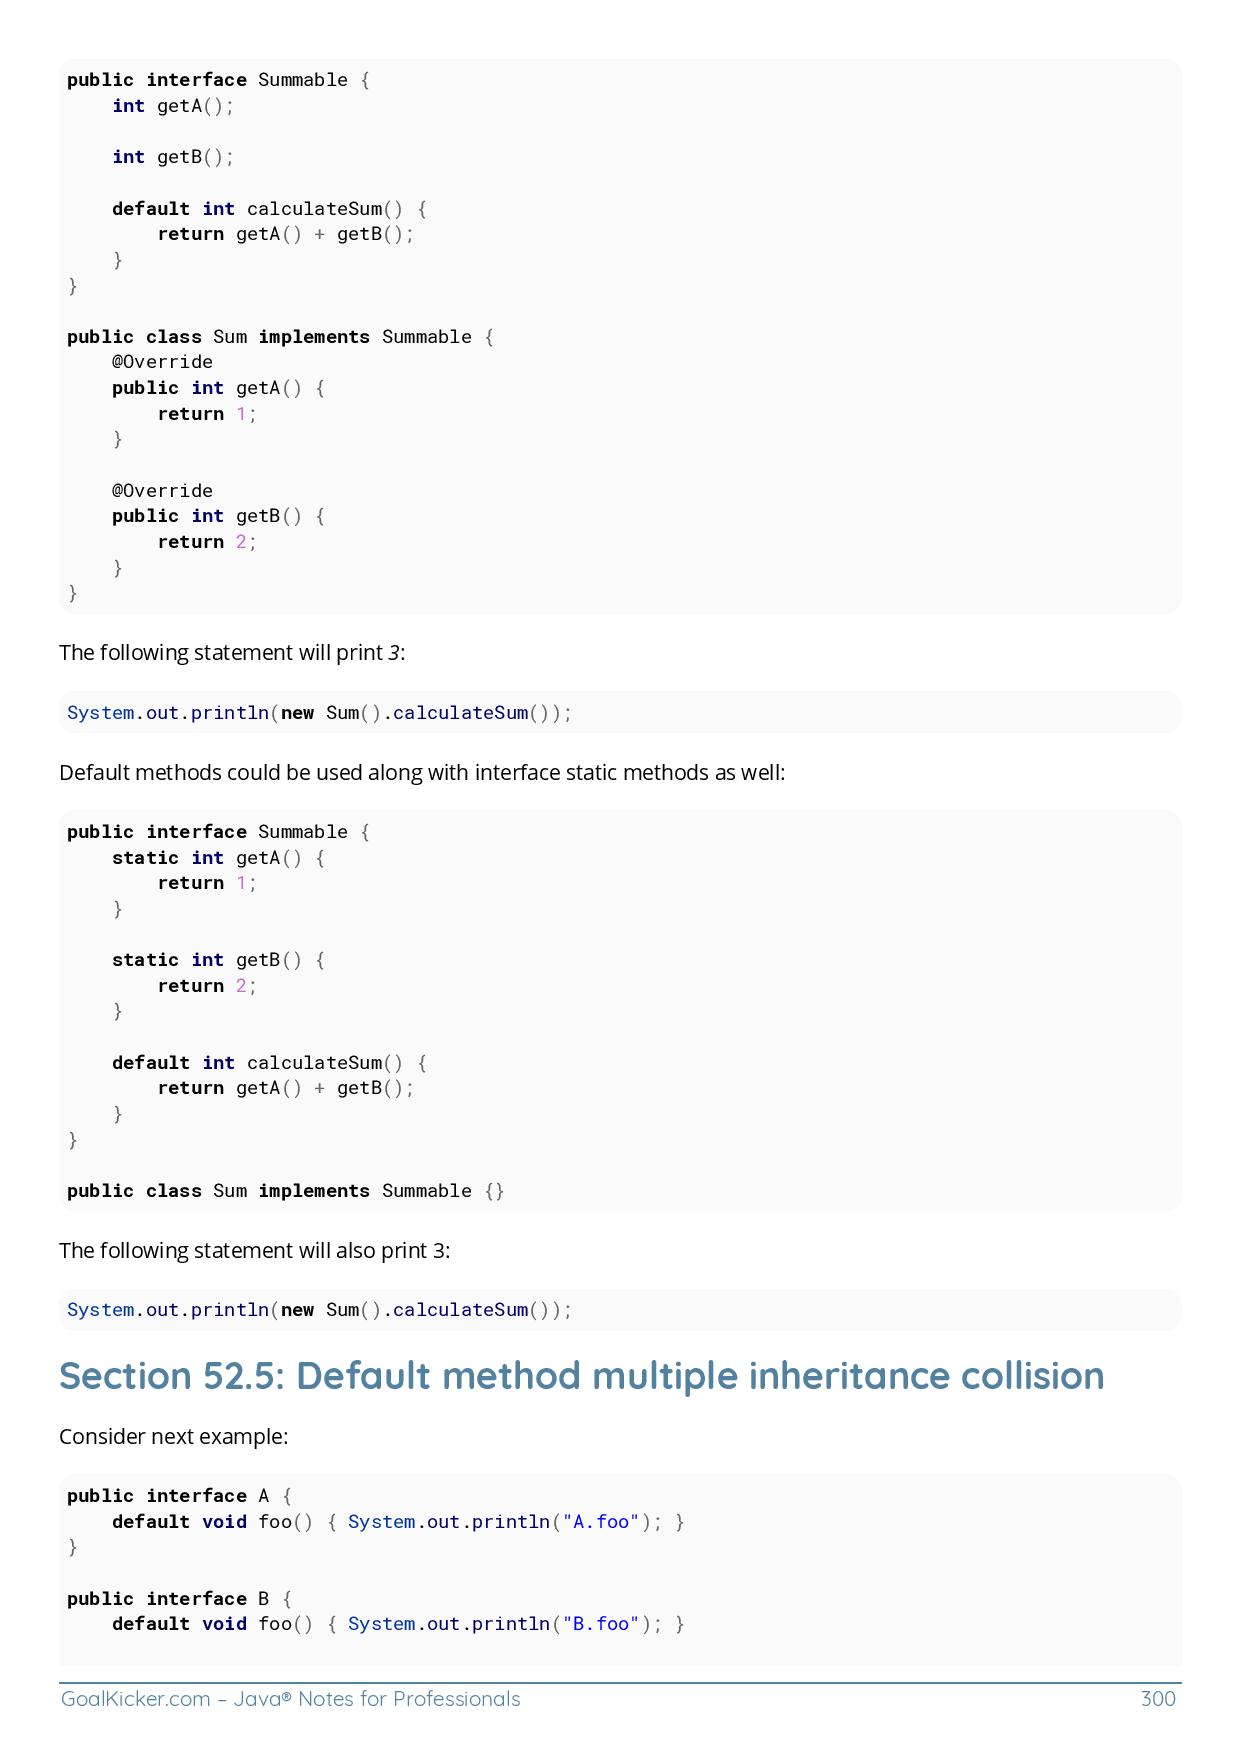 public interface Summable {
    int getA();

    int getB();

    default int calculateSum() {
        return getA() + getB();
    }
}

public class Sum implements Summable {
    @Override
    public int getA() {
        return 1;
    }

    @Override
    public int getB() {
        return 2;
    }
}
The following statement will print 3:
System.out.println(new Sum().calculateSum());
Default methods could be used along with interface static methods as well:
public interface Summable {
    static int getA() {
        return 1;
    }

    static int getB() {
        return 2;
    }

    default int calculateSum() {
        return getA() + getB();
    }
}

public class Sum implements Summable {}
The following statement will also print 3:
System.out.println(new Sum().calculateSum());
Section 52.5: Default method multiple inheritance collision
Consider next example:
public interface A {
    default void foo() { System.out.println("A.foo"); }
}

public interface B {
    default void foo() { System.out.println("B.foo"); }
GoalKicker.com – Java® Notes for Professionals 300